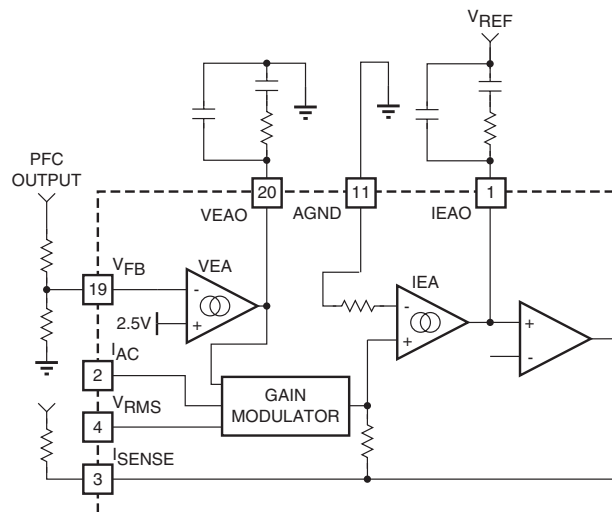 VREF
PFC
OUTPUT
20
11
1
VEAO
AGND
IEAO
VFB
VEA
IEA
19
-
-
+
2.5V
+
+
-
IAC
2
GAIN
MODULATOR
VRMS
4
ISENSE
3